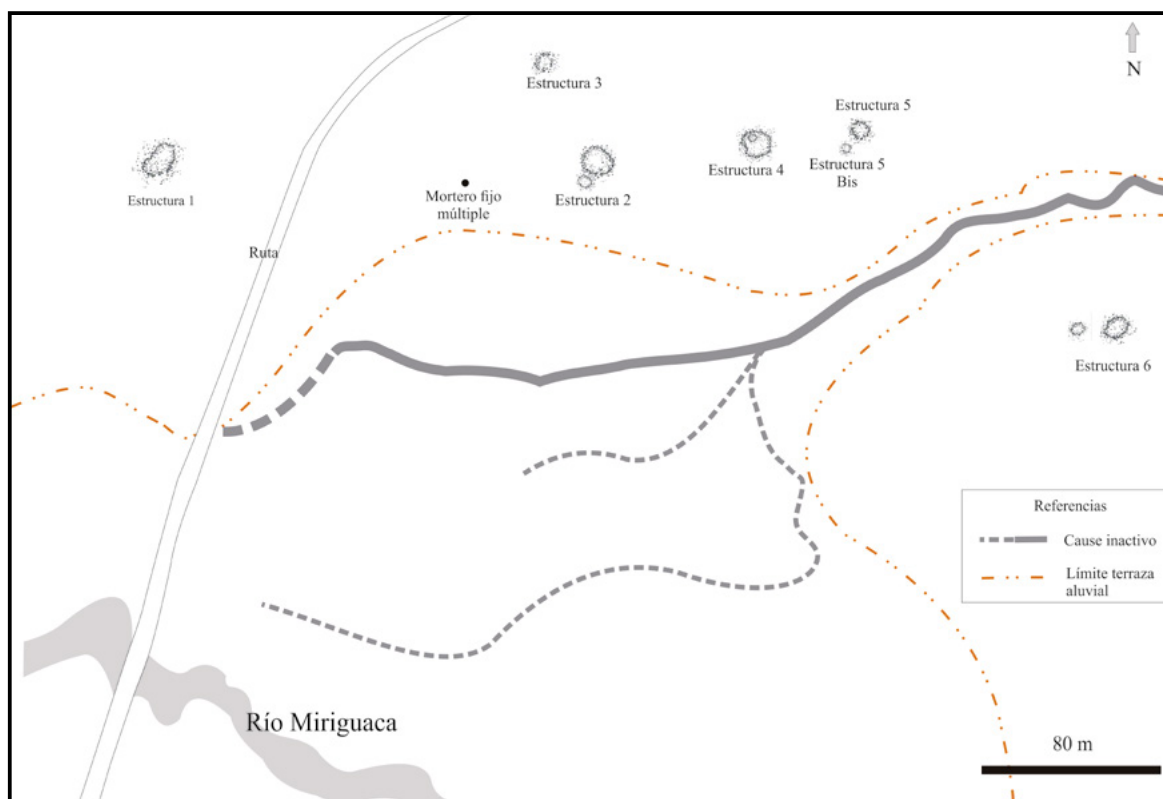 N
Estructura 3
Estructura 5
Estructura 4
Estructura 5
Bis
Estructura 1
Mortero fijo
múltiple
Estructura 2
Ruta
Estructura 6
Referencias
Cause inactivo
Límite terraza
aluvial
Río Miriguaca
80 m